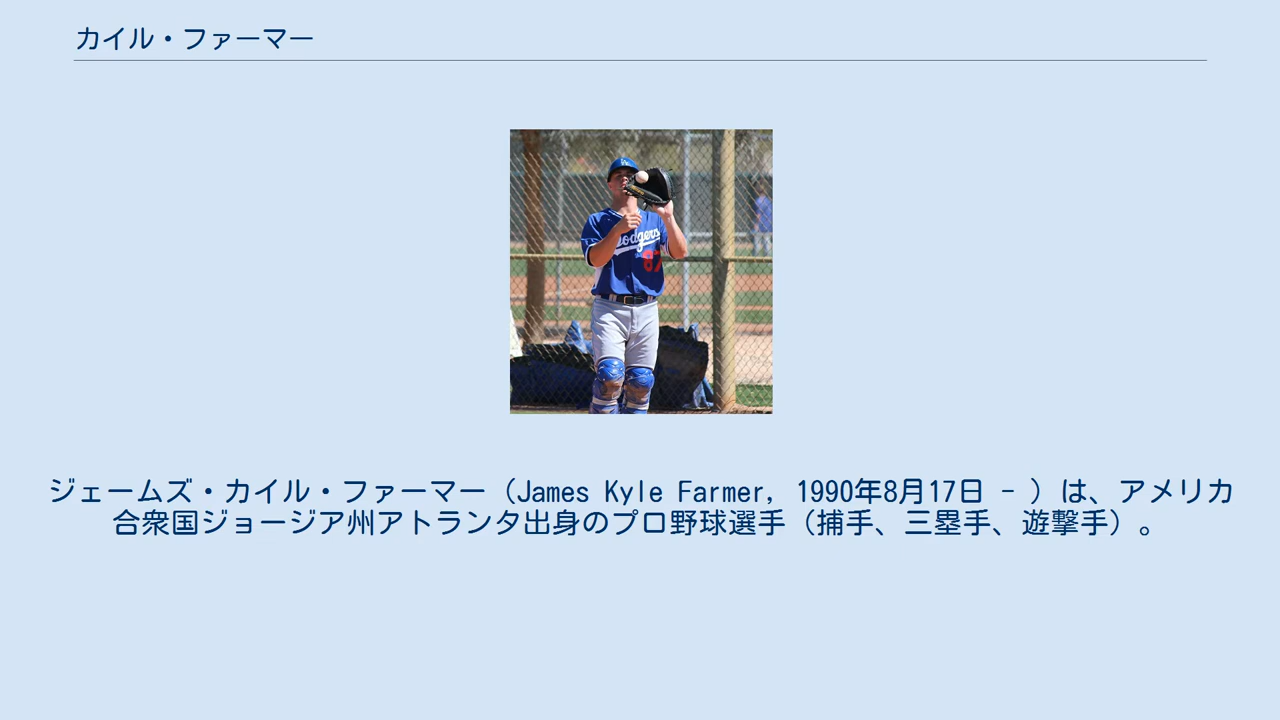 カイル・ファーマー
Dodgers
ジェームズ・カイル・ファーマー（James Kyle Farmer, 1990年8月17日 - ）は、アメリカ
合衆国ジョージア州アトランタ出身のプロ野球選手（捕手、三塁手、遊撃手）。